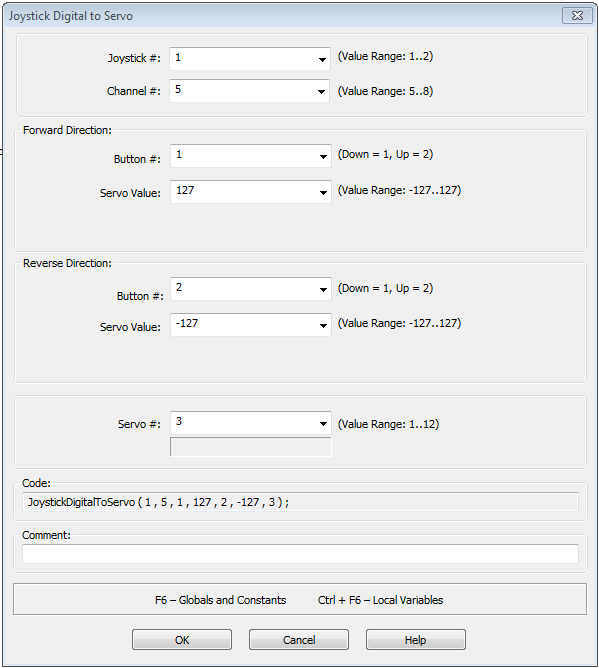 Joystick Digital to Servo
Joystick #: 1 (Value Range: 1..2)
Channel #: 5 (Value Range: 5..8)
Forward Direction:
Button #: 1 (Down = 1, Up = 2)
Servo Value: 127 (Value Range: -127..127)
Reverse Direction:
Button #: 2 (Down = 1, Up = 2)
Servo Value: -127 (Value Range: -127..127)
Servo #: 3 (Value Range: 1..12)
Code:
JoystickDigitalToServo ( 1 , 5 , 1 , 127 , 2 , -127 , 3 ) ;
Comment:
F6 – Globals and Constants Ctrl + F6 – Local Variables
OK Cancel Help